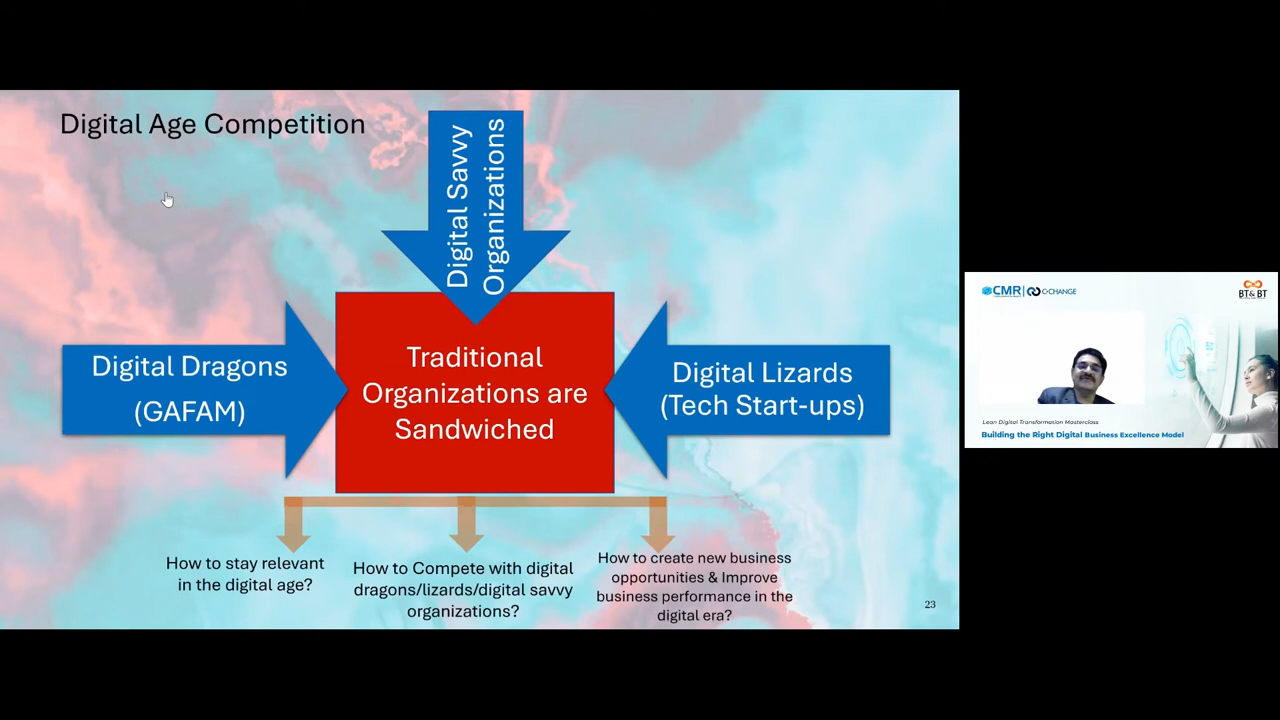 Digital Age Competition
Digital Savvy
Organizations
Digital Dragons
(GAFAM)
Traditional
Organizations are
Sandwiched
Digital Lizards
(Tech Start-ups)
How to stay relevant
in the digital age?
How to Compete with digital
dragons/lizards/digital savvy
organizations?
How to create new business
opportunities & Improve
business performance in the
digital era?
23
CMR
C-CHANGE
BT&BT
Lean Digital Transformation Masterclass
Building the Right Digital Business Excellence Model